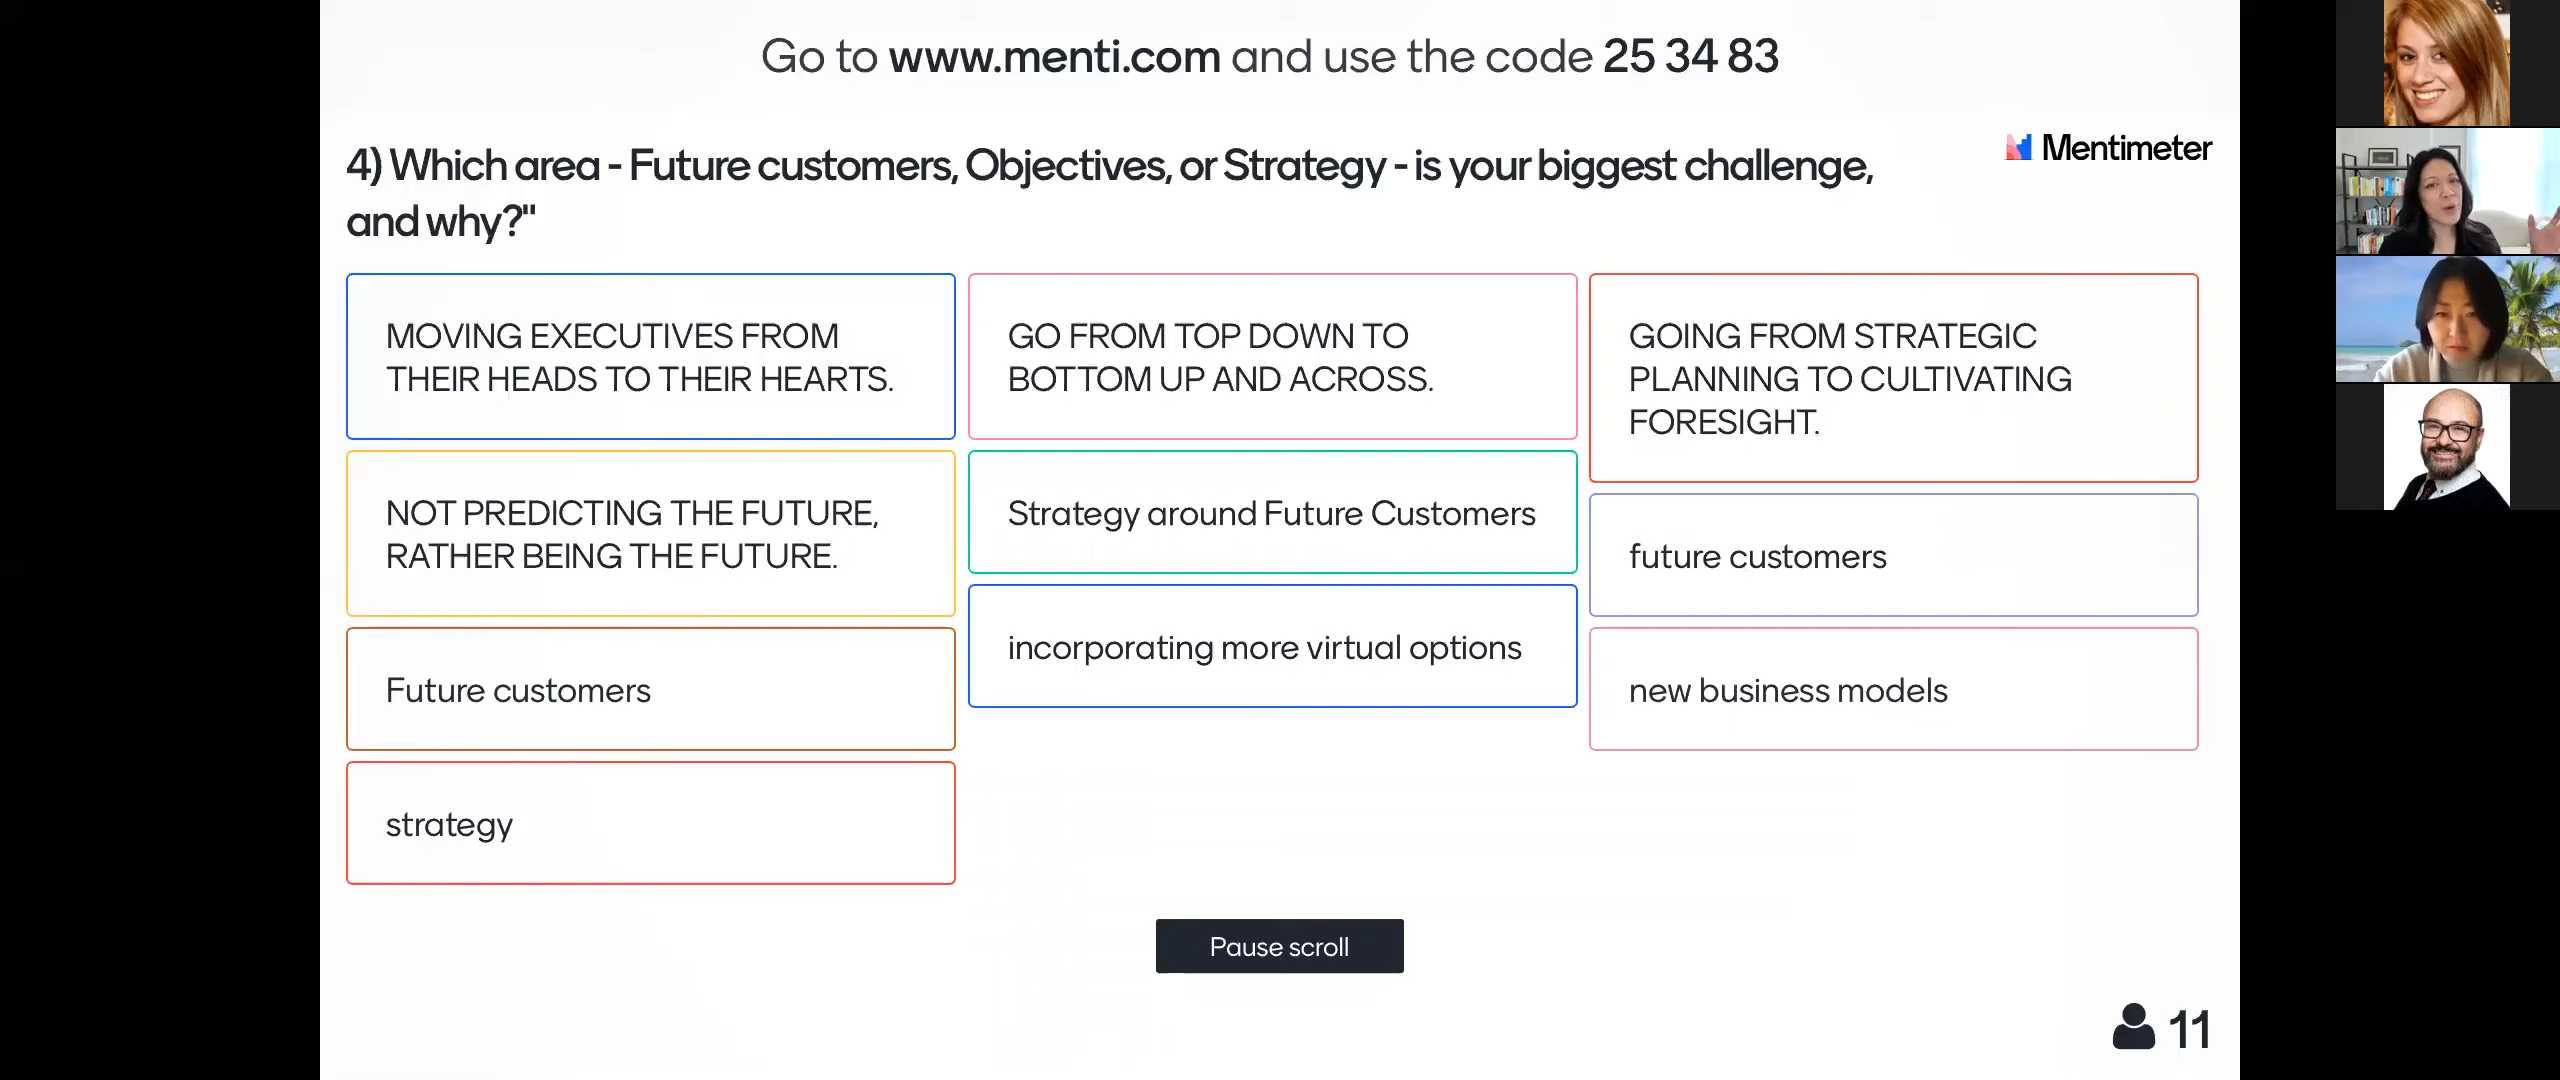 Go to www.menti.com and use the code 25 34 83
4) Which area - Future customers, Objectives, or Strategy - is your biggest challenge,
and why?"
Mentimeter
MOVING EXECUTIVES FROM
THEIR HEADS TO THEIR HEARTS.
GO FROM TOP DOWN TO
BOTTOM UP AND ACROSS.
GOING FROM STRATEGIC
PLANNING TO CULTIVATING
FORESIGHT.
NOT PREDICTING THE FUTURE,
RATHER BEING THE FUTURE.
Strategy around Future Customers
future customers
Future customers
incorporating more virtual options
new business models
strategy
Pause scroll
11